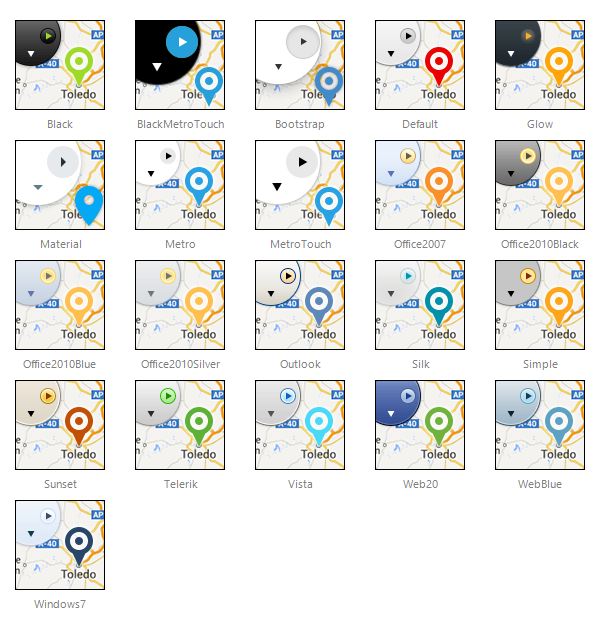 AP
A-40
Toledo
Black
AP
Toledo
BlackMetroTouch
AP
Toledo
Bootstrap
AP
A-40
Toledo
Default
AP
A-40
Toledo
Glow
AP
Tole
Material
AP
A-40
Toledo
Metro
AP
Toledo
MetroTouch
AP
A-40
Toledo
Office2007
AP
A-40
Toledo
Office2010Black
AP
A-40
Toledo
Office2010Blue
AP
A-40
Toledo
Office2010Silver
AP
A-40
Toledo
Outlook
AP
A-40
Toledo
Silk
AP
A-40
Toledo
Simple
AP
A-40
Toledo
Sunset
AP
A-40
Toledo
Telerik
AP
A-40
Toledo
Vista
AP
A-40
Toledo
Web20
AP
A-40
Toledo
WebBlue
AP
A-40
Toledo
Windows7